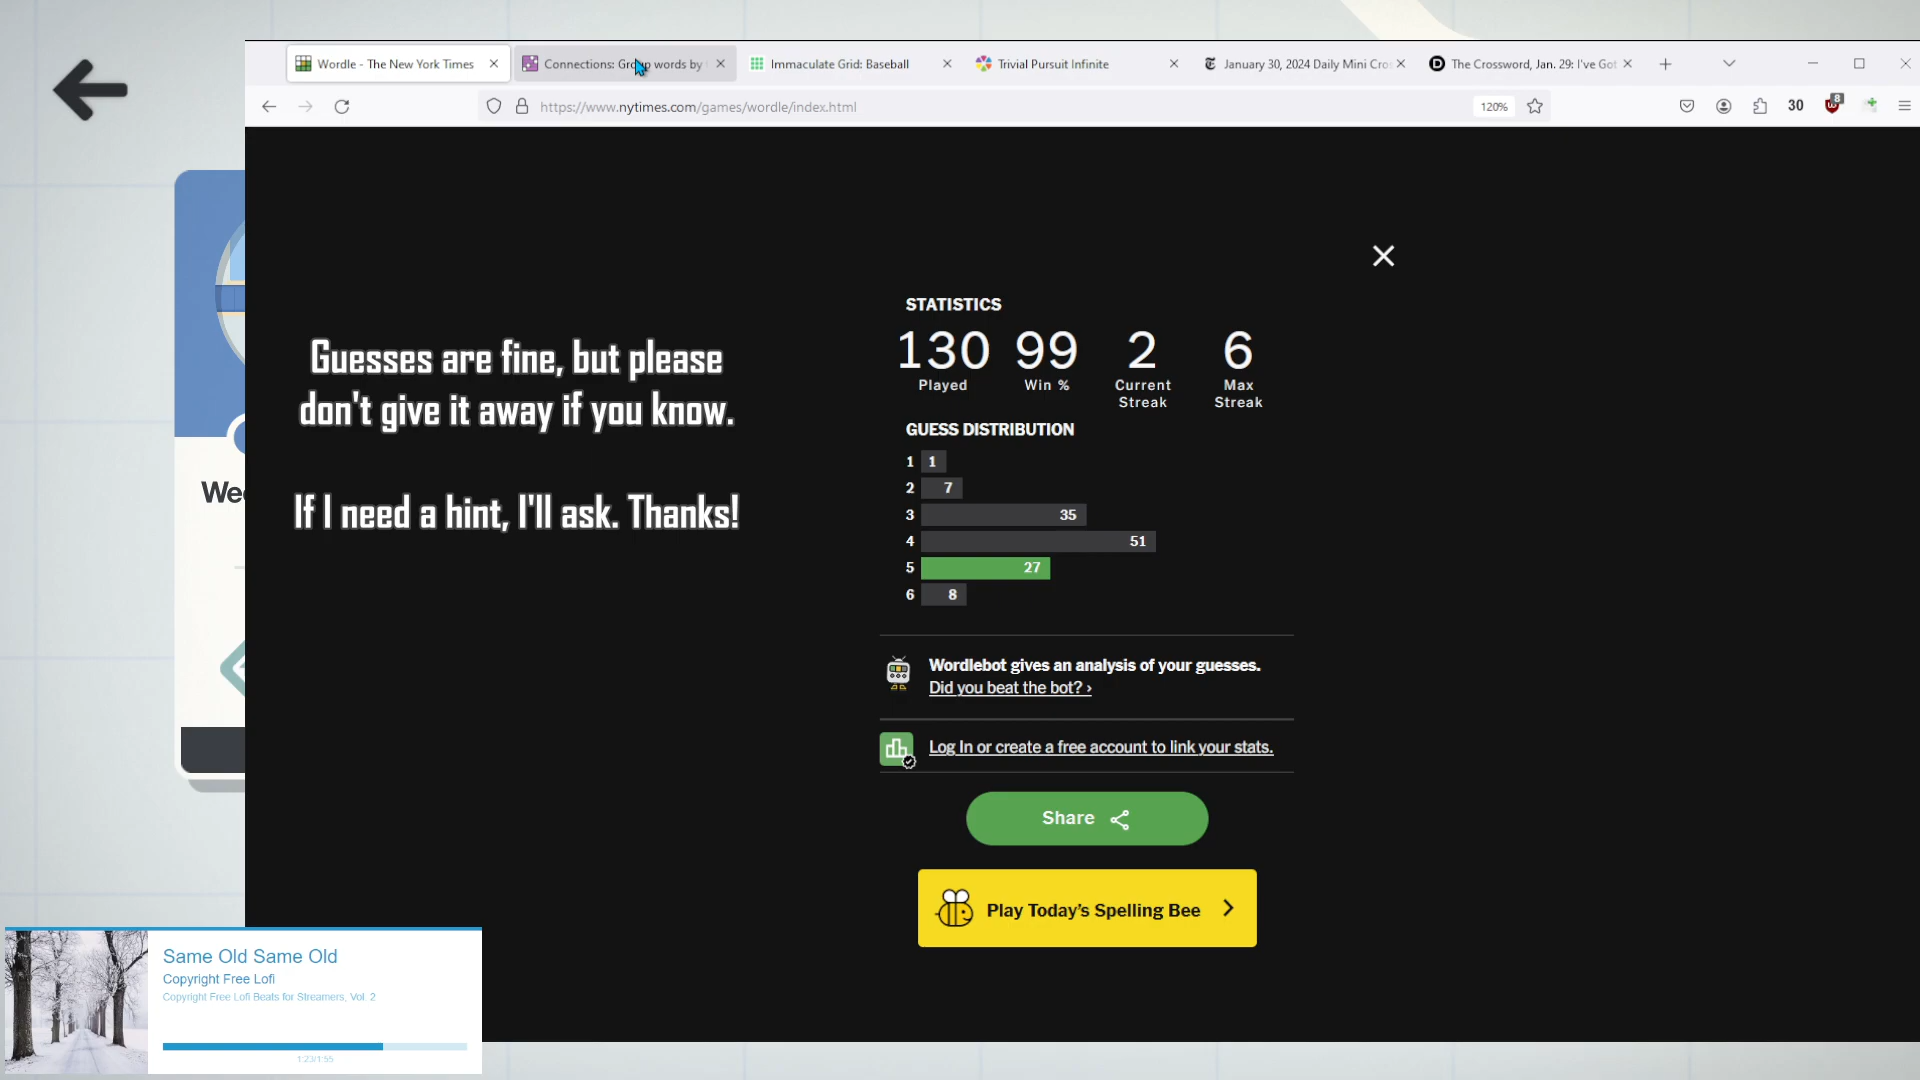 Wordle - The New York Times
Connections: Group words by
Immaculate Grid: Baseball
Trivial Pursuit Infinite
January 30, 2024 Daily Mini Cro
The Crossword, Jan. 29: I've Got
https://www.nytimes.com/games/wordle/index.html
120%
30
8
STATISTICS
130 99 2 6
Played Win % Current Streak Max Streak
GUESS DISTRIBUTION
1 1
2 7
3 35
4 51
5 27
6 8
Guesses are fine, but please
don't give it away if you know.
If I need a hint, I'll ask. Thanks!
Wordlebot gives an analysis of your guesses.
Did you beat the bot? ›
Log In or create a free account to link your stats.
Share
Play Today's Spelling Bee
Same Old Same Old
Copyright Free Lofi
Copyright Free Lofi Beats for Streamers, Vol. 2
1:23/1:55